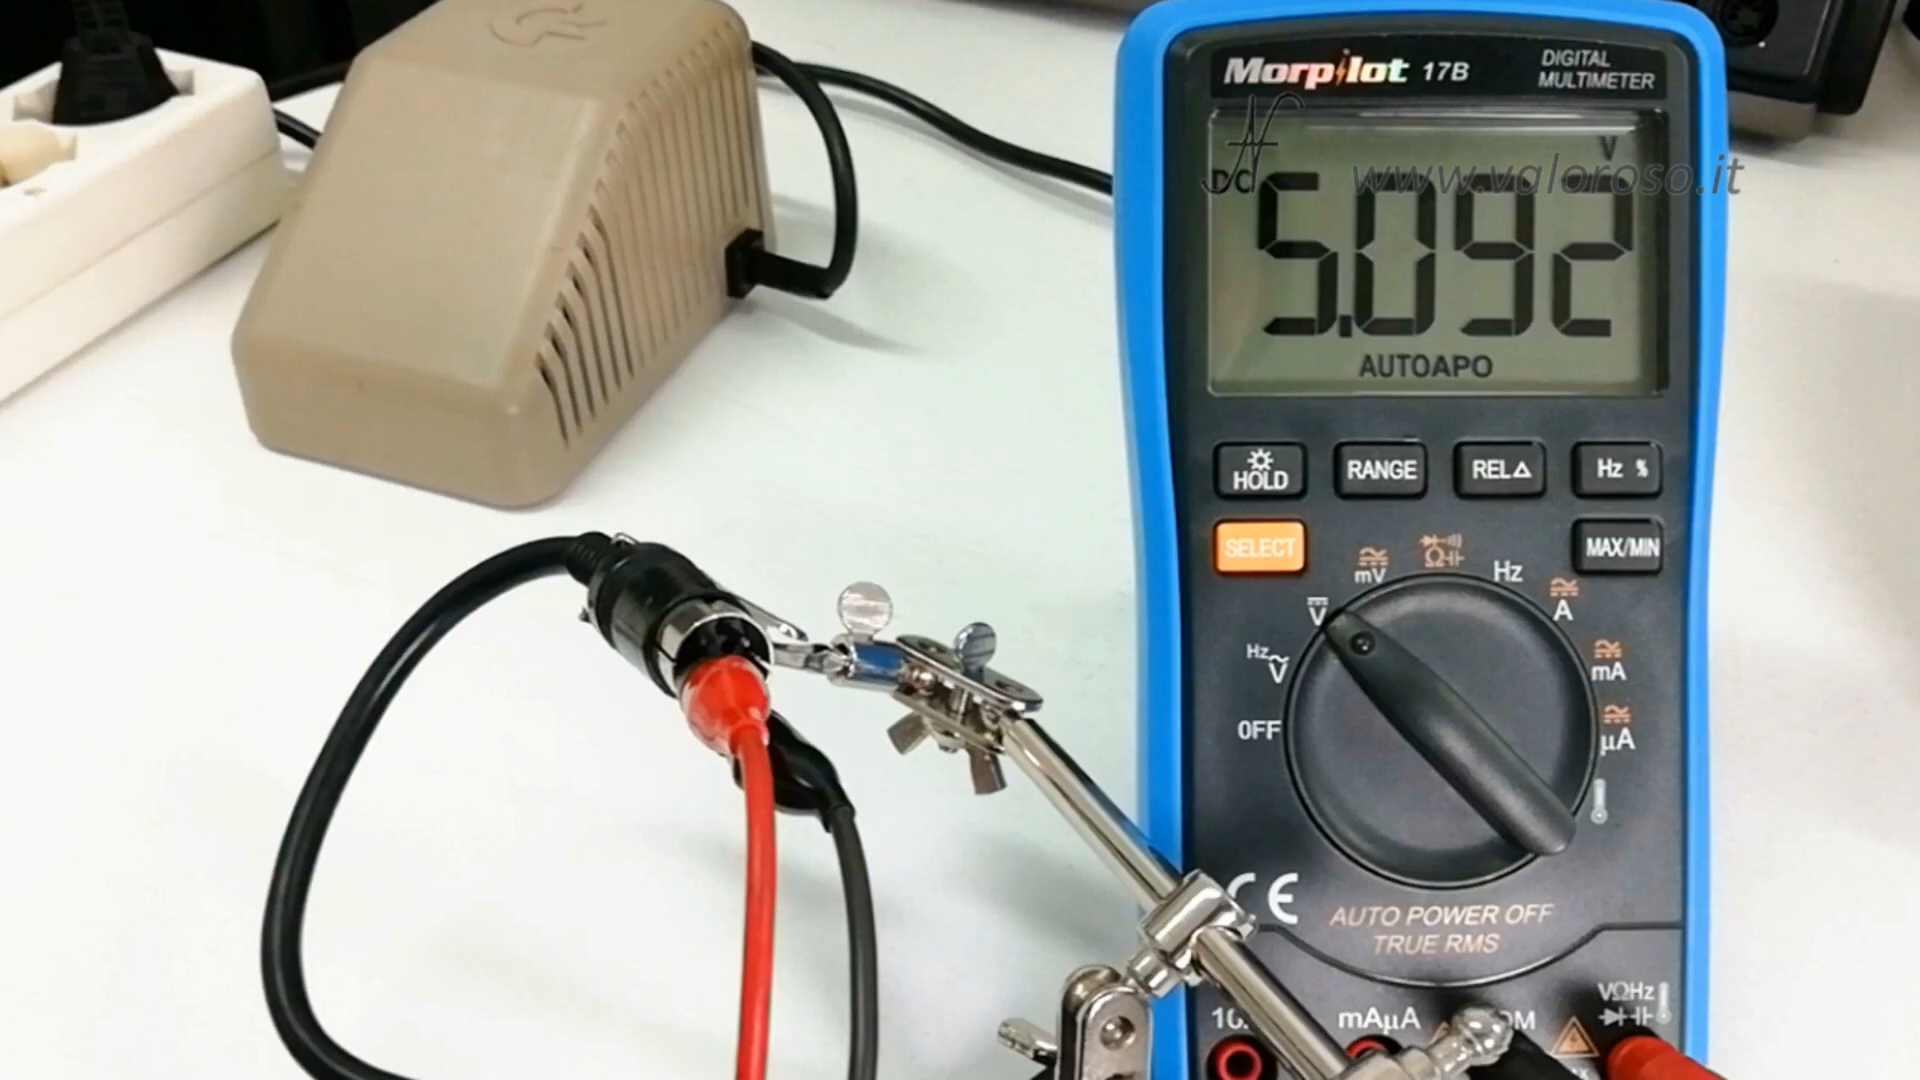 Morpilot 17B
DIGITAL
MULTIMETER
V
www.valoroso.it
DC
5.092
AUTOAPO
HOLD
RANGE
REL△
Hz %
SELECT
MAX/MIN
mV
Ω
Hz
A
V
Hz
V
mA
OFF
μA
CE
AUTO POWER OFF
TRUE RMS
VΩHz
mAμA